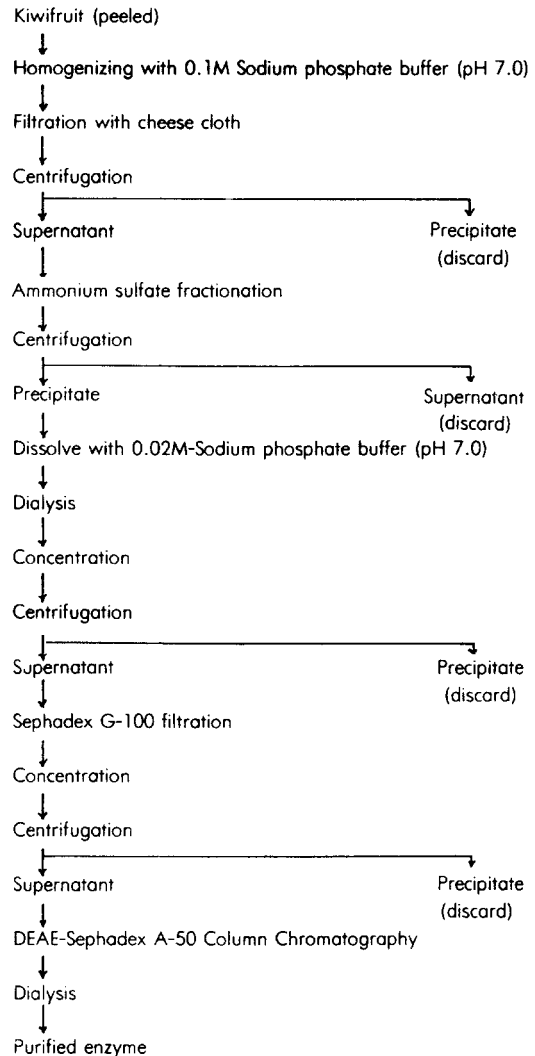 Kiwifruit (peeled)
Homogenizing with 0.1M Sodium phosphate buffer (pH 7.0)
Filtration with cheese cloth
Centrifugation
Supernatant Precipitate
(discard)
Ammonium sulfate fractionation
Centrifugation
Precipitate Supernatant
(discard)
Dissolve with 0.02M-Sodium phosphate buffer (pH 7.0)
Dialysis
Concentration
Centrifugation
Supernatant Precipitate
(discard)
Sephadex G-100 filtration
Concentration
Centrifugation
Supernatant Precipitate
(discard)
DEAE-Sephadex A-50 Column Chromatography
Dialysis
Purified enzyme